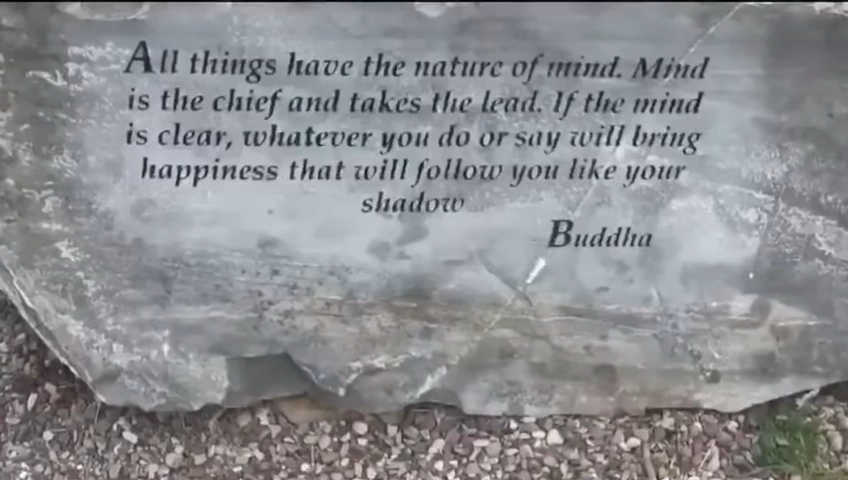 All things have the nature of mind. Mind
is the chief and takes the lead. If the mind
is clear, whatever you do or say will bring
happiness that will follow you like your
shadow
Buddha